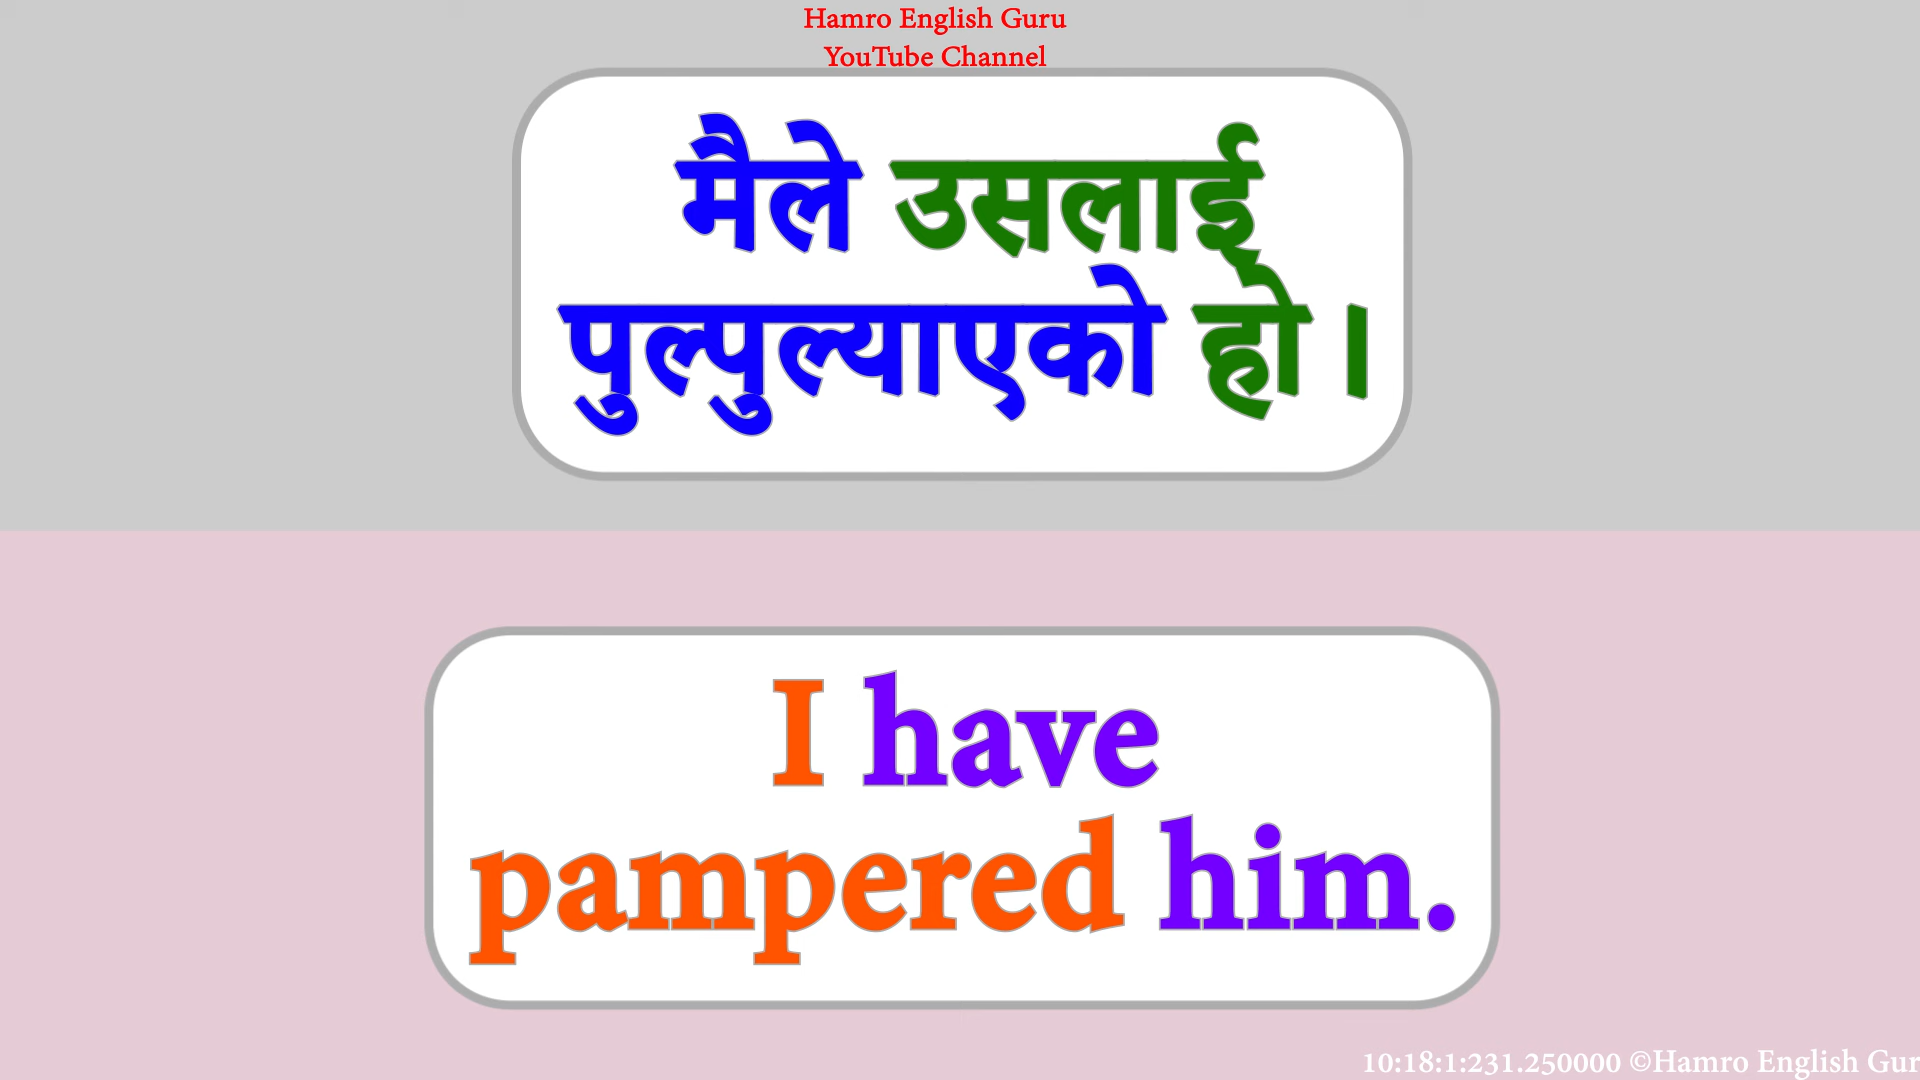 Hamro English Guru
YouTube Channel
मैले उसलाई
पुल्पुल्याएको हो ।
I have
pampered him.
10:18:1:231.250000 ©Hamro English Gur